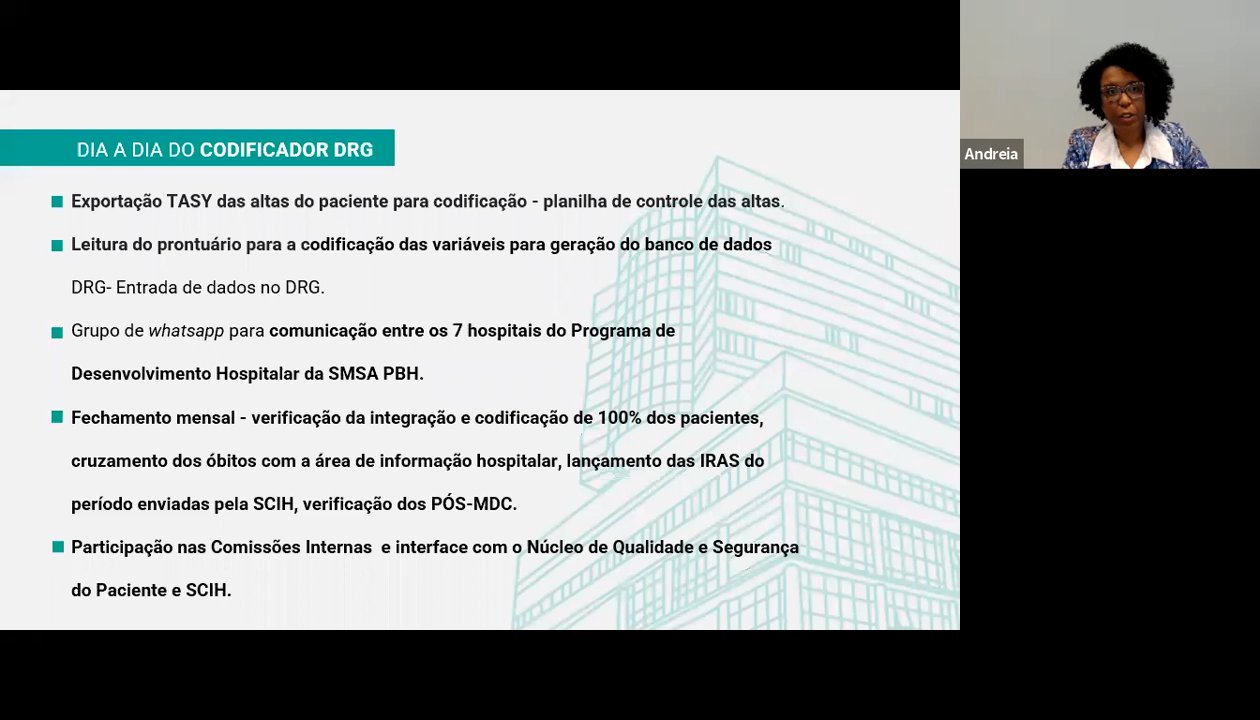 DIA A DIA DO CODIFICADOR DRG
Exportação TASY das altas do paciente para codificação - planilha de controle das altas.
Leitura do prontuário para a codificação das variáveis para geração do banco de dados
DRG- Entrada de dados no DRG.
Grupo de whatsapp para comunicação entre os 7 hospitais do Programa de
Desenvolvimento Hospitalar da SMSA PBH.
Fechamento mensal - verificação da integração e codificação de 100% dos pacientes,
cruzamento dos óbitos com a área de informação hospitalar, lançamento das IRAS do
período enviadas pela SCIH, verificação dos PÓS-MDC.
Participação nas Comissões Internas e interface com o Núcleo de Qualidade e Segurança
do Paciente e SCIH.
Andreia